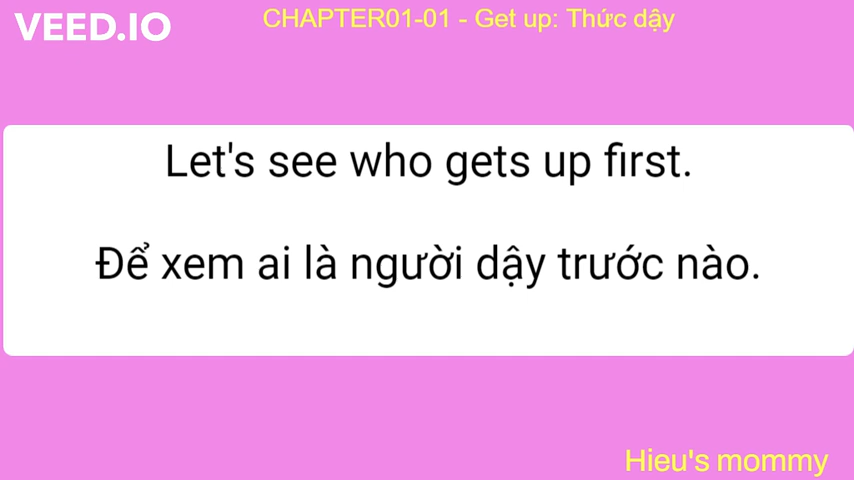 VEED.IO
CHAPTER01-01 - Get up: Thức dậy
Let's see who gets up first.
Để xem ai là người dậy trước nào.
Hieu's mommy